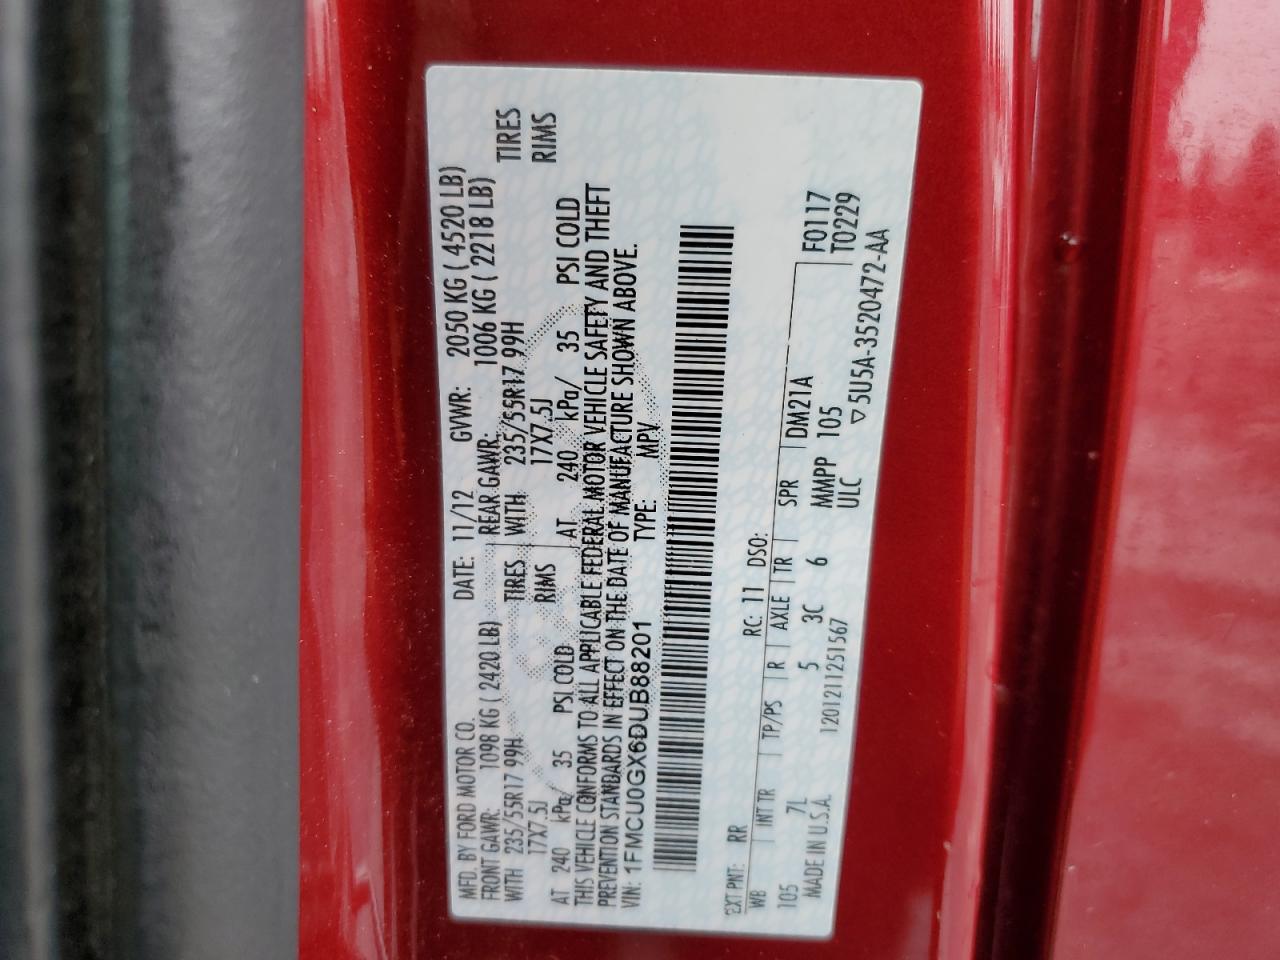 MFD. BY FORD MOTOR CO. DATE: 11/12 GVWR: 2050 KG ( 4520 LB)
FRONT GAWR: 1098 KG ( 2420 LB) REAR GAWR: 1006 KG ( 2218 LB)
WITH 235/55R17 99H TIRES WITH 235/55R17 99H TIRES
17X7.5J RIMS 17X7.5J RIMS
AT 240 kPa/ 35 PSI COLD AT 240 kPa/ 35 PSI COLD
THIS VEHICLE CONFORMS TO ALL APPLICABLE FEDERAL MOTOR VEHICLE SAFETY AND THEFT
PREVENTION STANDARDS IN EFFECT ON THE DATE OF MANUFACTURE SHOWN ABOVE.
VIN: 1FMCU0GX6DUB88201 TYPE: MPV
EXT PNT: RR RC: 11 DSO:
WB INT TR TP/PS R AXLE TR SPR DM21A F0117
105 7L 5 3C 6 MMPP 105 T0229
MADE IN U.S.A. 1201211251567 ULC ▽ 5U5A-3520472-AA